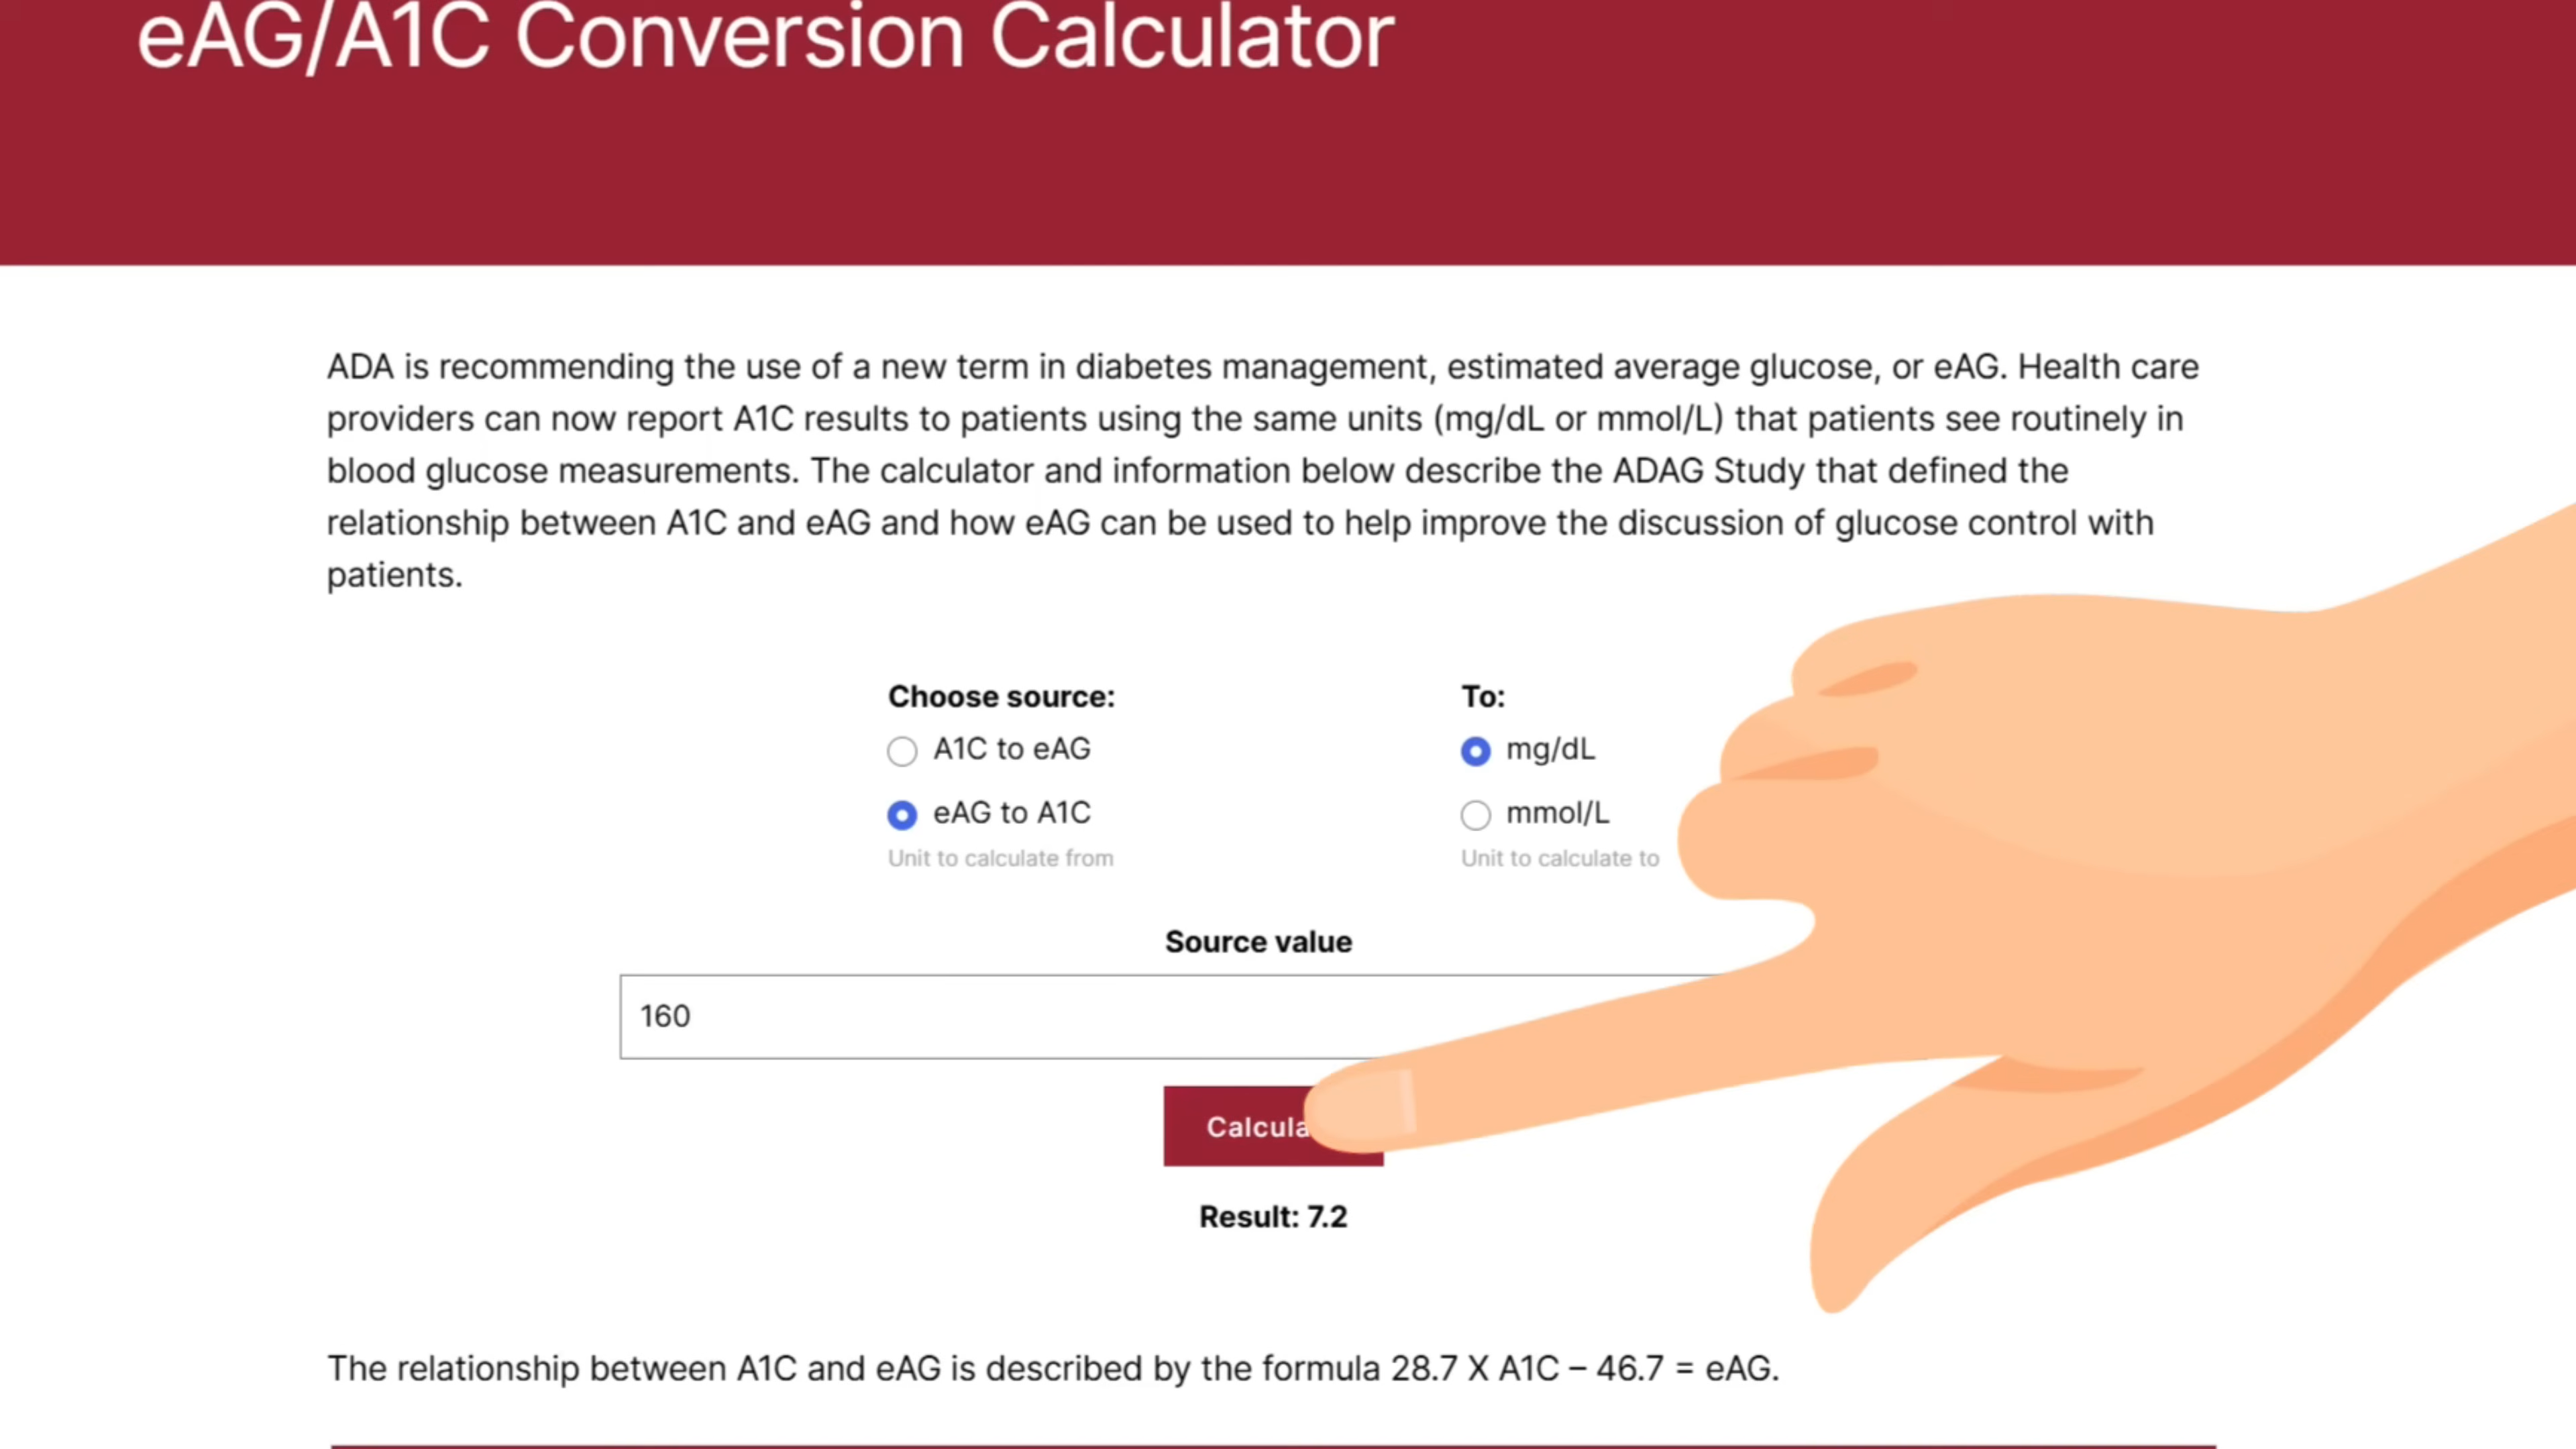 eAG/A1C Conversion Calculator
ADA is recommending the use of a new term in diabetes management, estimated average glucose, or eAG. Health care
providers can now report A1C results to patients using the same units (mg/dL or mmol/L) that patients see routinely in
blood glucose measurements. The calculator and information below describe the ADAG Study that defined the
relationship between A1C and eAG and how eAG can be used to help improve the discussion of glucose control with
patients.
Choose source:
A1C to eAG
eAG to A1C
Unit to calculate from
To:
mg/dL
mmol/L
Unit to calculate to
Source value
160
Result: 7.2
The relationship between A1C and eAG is described by the formula 28.7 X A1C – 46.7 = eAG.